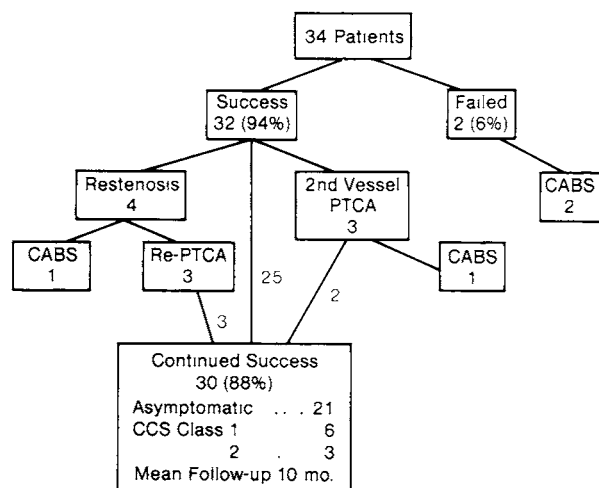 34 Patients
Success
32 (94%)
Failed
2 (6%)
Restenosis
4
2nd Vessel
PTCA
3
CABS
2
CABS
1
Re-PTCA
3
CABS
1
3
25
2
Continued Success
30 (88%)
Asymptomatic ... 21
CCS Class 1 6
2 . 3
Mean Follow-up 10 mo.